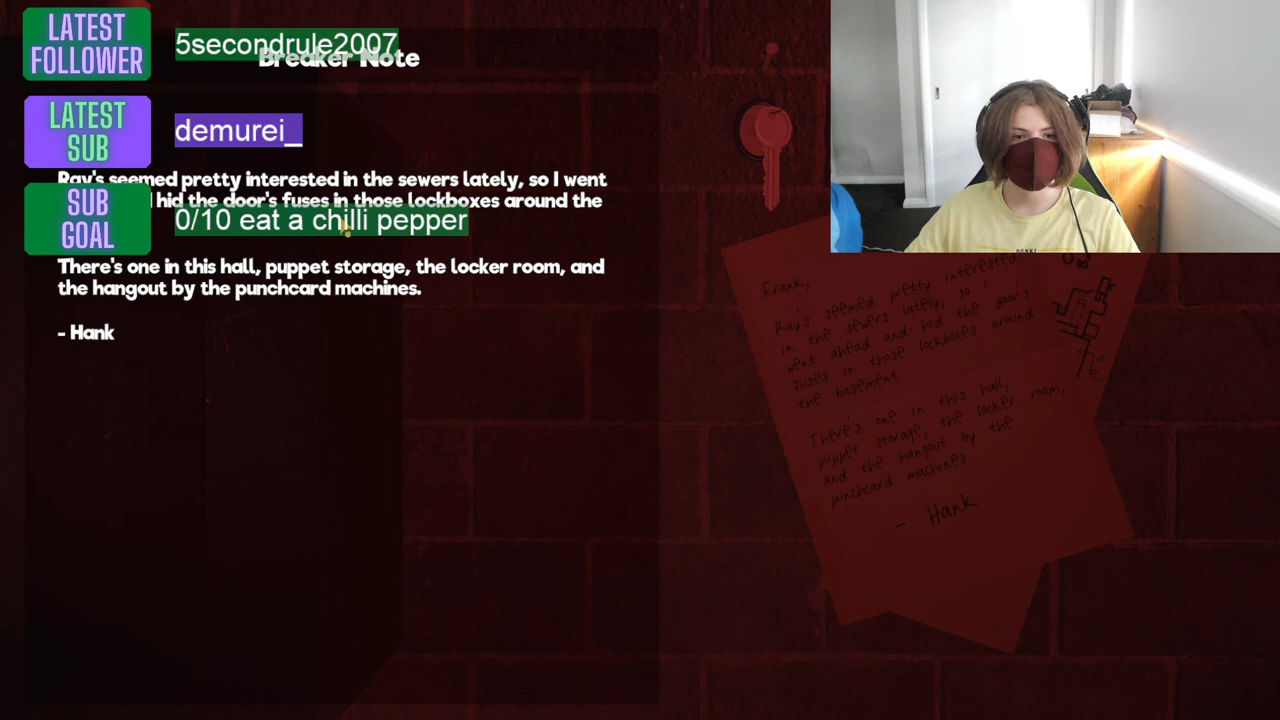 LATEST
FOLLOWER
5secondrule2007
Breaker Note
LATEST
SUB
demurei_
Ray's seemed pretty interested in the sewers lately, so I went
hid the door's fuses in those lockboxes around the
SUB
GOAL
0/10 eat a chilli pepper
There's one in this hall, puppet storage, the locker room, and
the hangout by the punchcard machines.
- Hank
Frank,
Ray's seemed pretty interested
in the sewers lately, so I
went ahead and hid the door's
fuses in those lockboxes around
the basement.
There's one in this hall,
puppet storage, the locker room,
and the hangout by the
punchcard machines.
- Hank